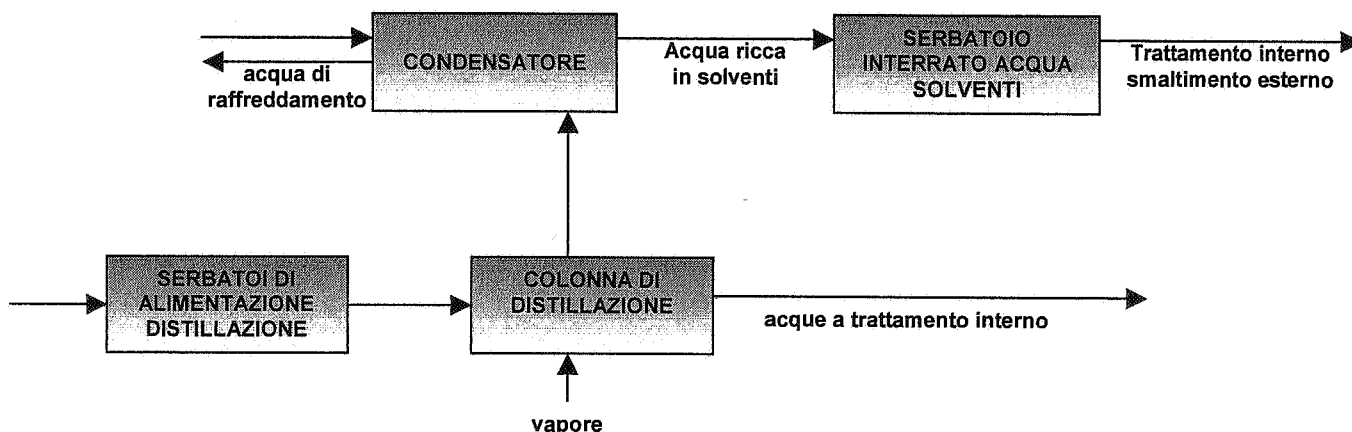 CONDENSATORE
acqua di
raffreddamento
Acqua ricca
in solventi
SERBATOIO
INTERRATO ACQUA
SOLVENTI
Trattamento interno
smaltimento esterno
SERBATOI DI
ALIMENTAZIONE
DISTILLAZIONE
COLONNA DI
DISTILLAZIONE
acque a trattamento interno
vapore